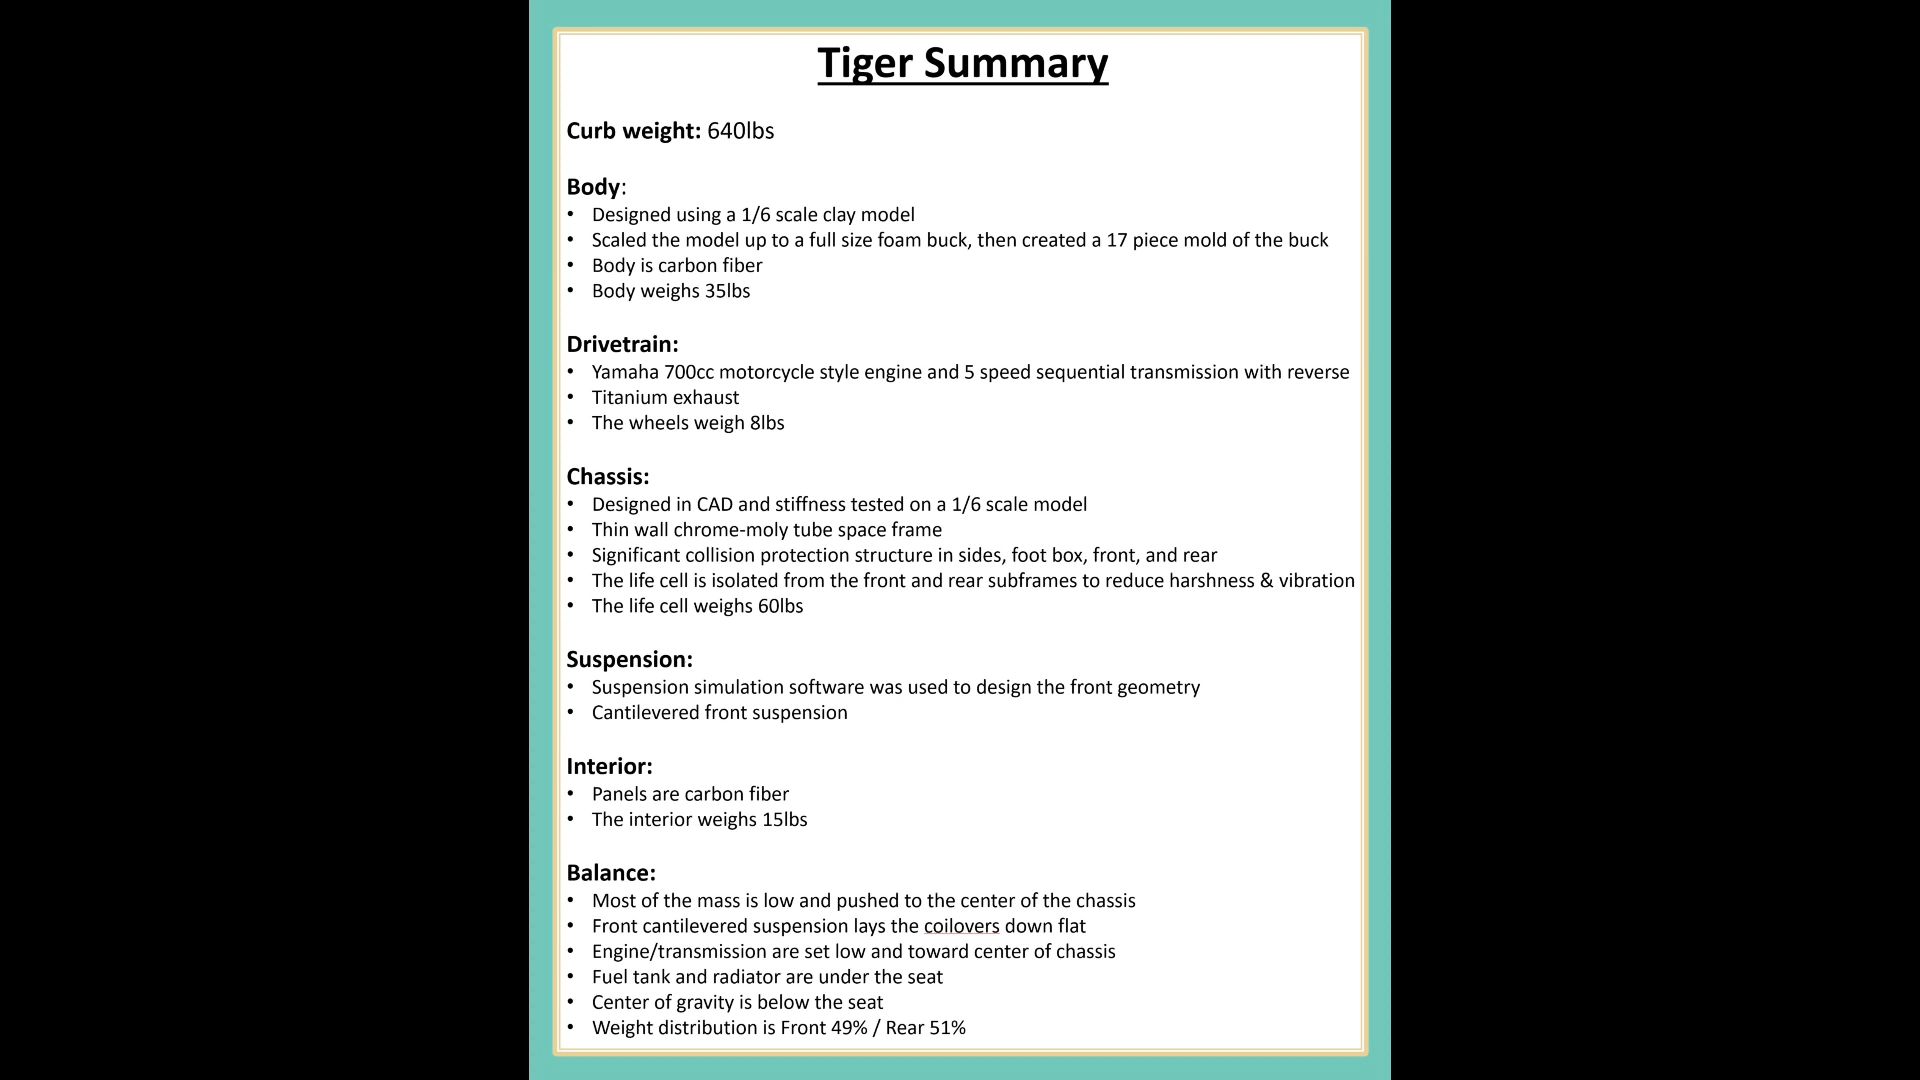 Tiger Summary
Curb weight: 640lbs
Body:
• Designed using a 1/6 scale clay model
• Scaled the model up to a full size foam buck, then created a 17 piece mold of the buck
• Body is carbon fiber
• Body weighs 35lbs
Drivetrain:
• Yamaha 700cc motorcycle style engine and 5 speed sequential transmission with reverse
• Titanium exhaust
• The wheels weigh 8lbs
Chassis:
• Designed in CAD and stiffness tested on a 1/6 scale model
• Thin wall chrome-moly tube space frame
• Significant collision protection structure in sides, foot box, front, and rear
• The life cell is isolated from the front and rear subframes to reduce harshness & vibration
• The life cell weighs 60lbs
Suspension:
• Suspension simulation software was used to design the front geometry
• Cantilevered front suspension
Interior:
• Panels are carbon fiber
• The interior weighs 15lbs
Balance:
• Most of the mass is low and pushed to the center of the chassis
• Front cantilevered suspension lays the coilovers down flat
• Engine/transmission are set low and toward center of chassis
• Fuel tank and radiator are under the seat
• Center of gravity is below the seat
• Weight distribution is Front 49% / Rear 51%